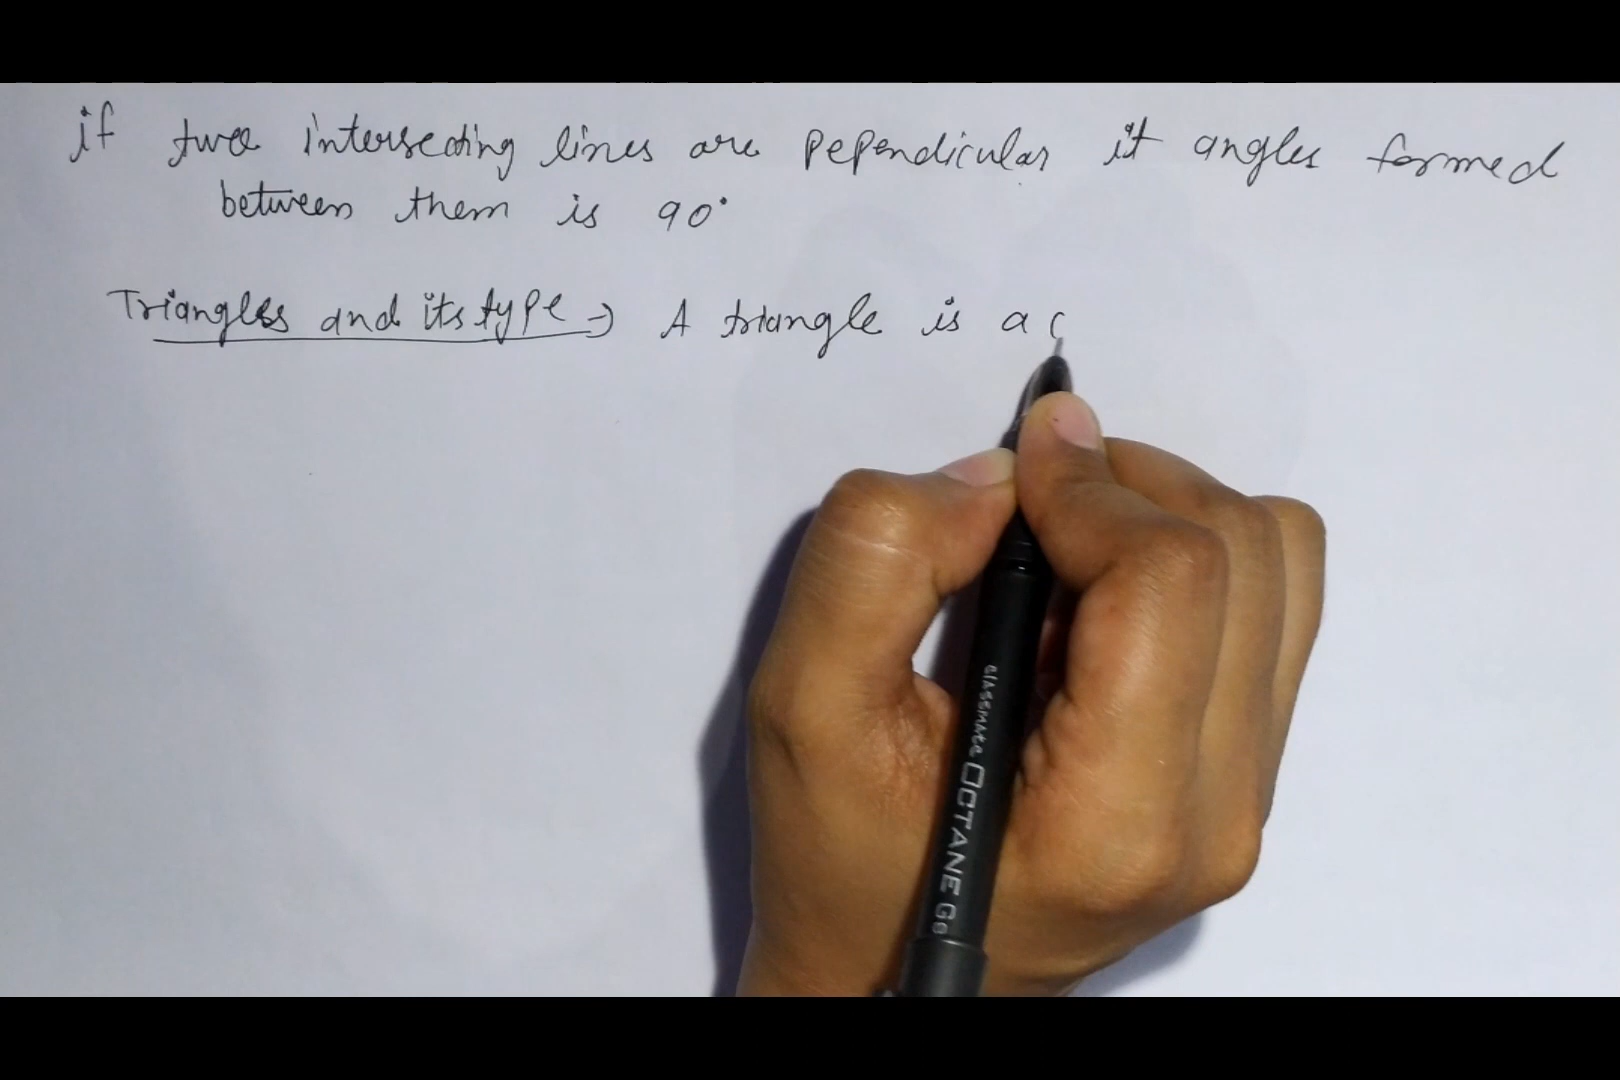 if two intersecting lines are pependicular it angles formed
between them is 90°
Triangles and its type → A triangle is a c
classmate OCTANE Ge